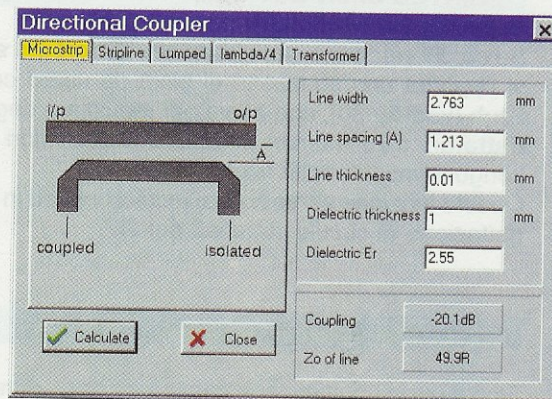 Directional Coupler
Microstrip Stripline Lumped lambda/4 Transformer
i/p o/p
A
coupled isolated
Calculate Close
Line width 2.763 mm
Line spacing (A) 1.213 mm
Line thickness 0.01 mm
Dielectric thickness 1 mm
Dielectric Er 2.55
Coupling -20.1dB
Zo of line 49.9R